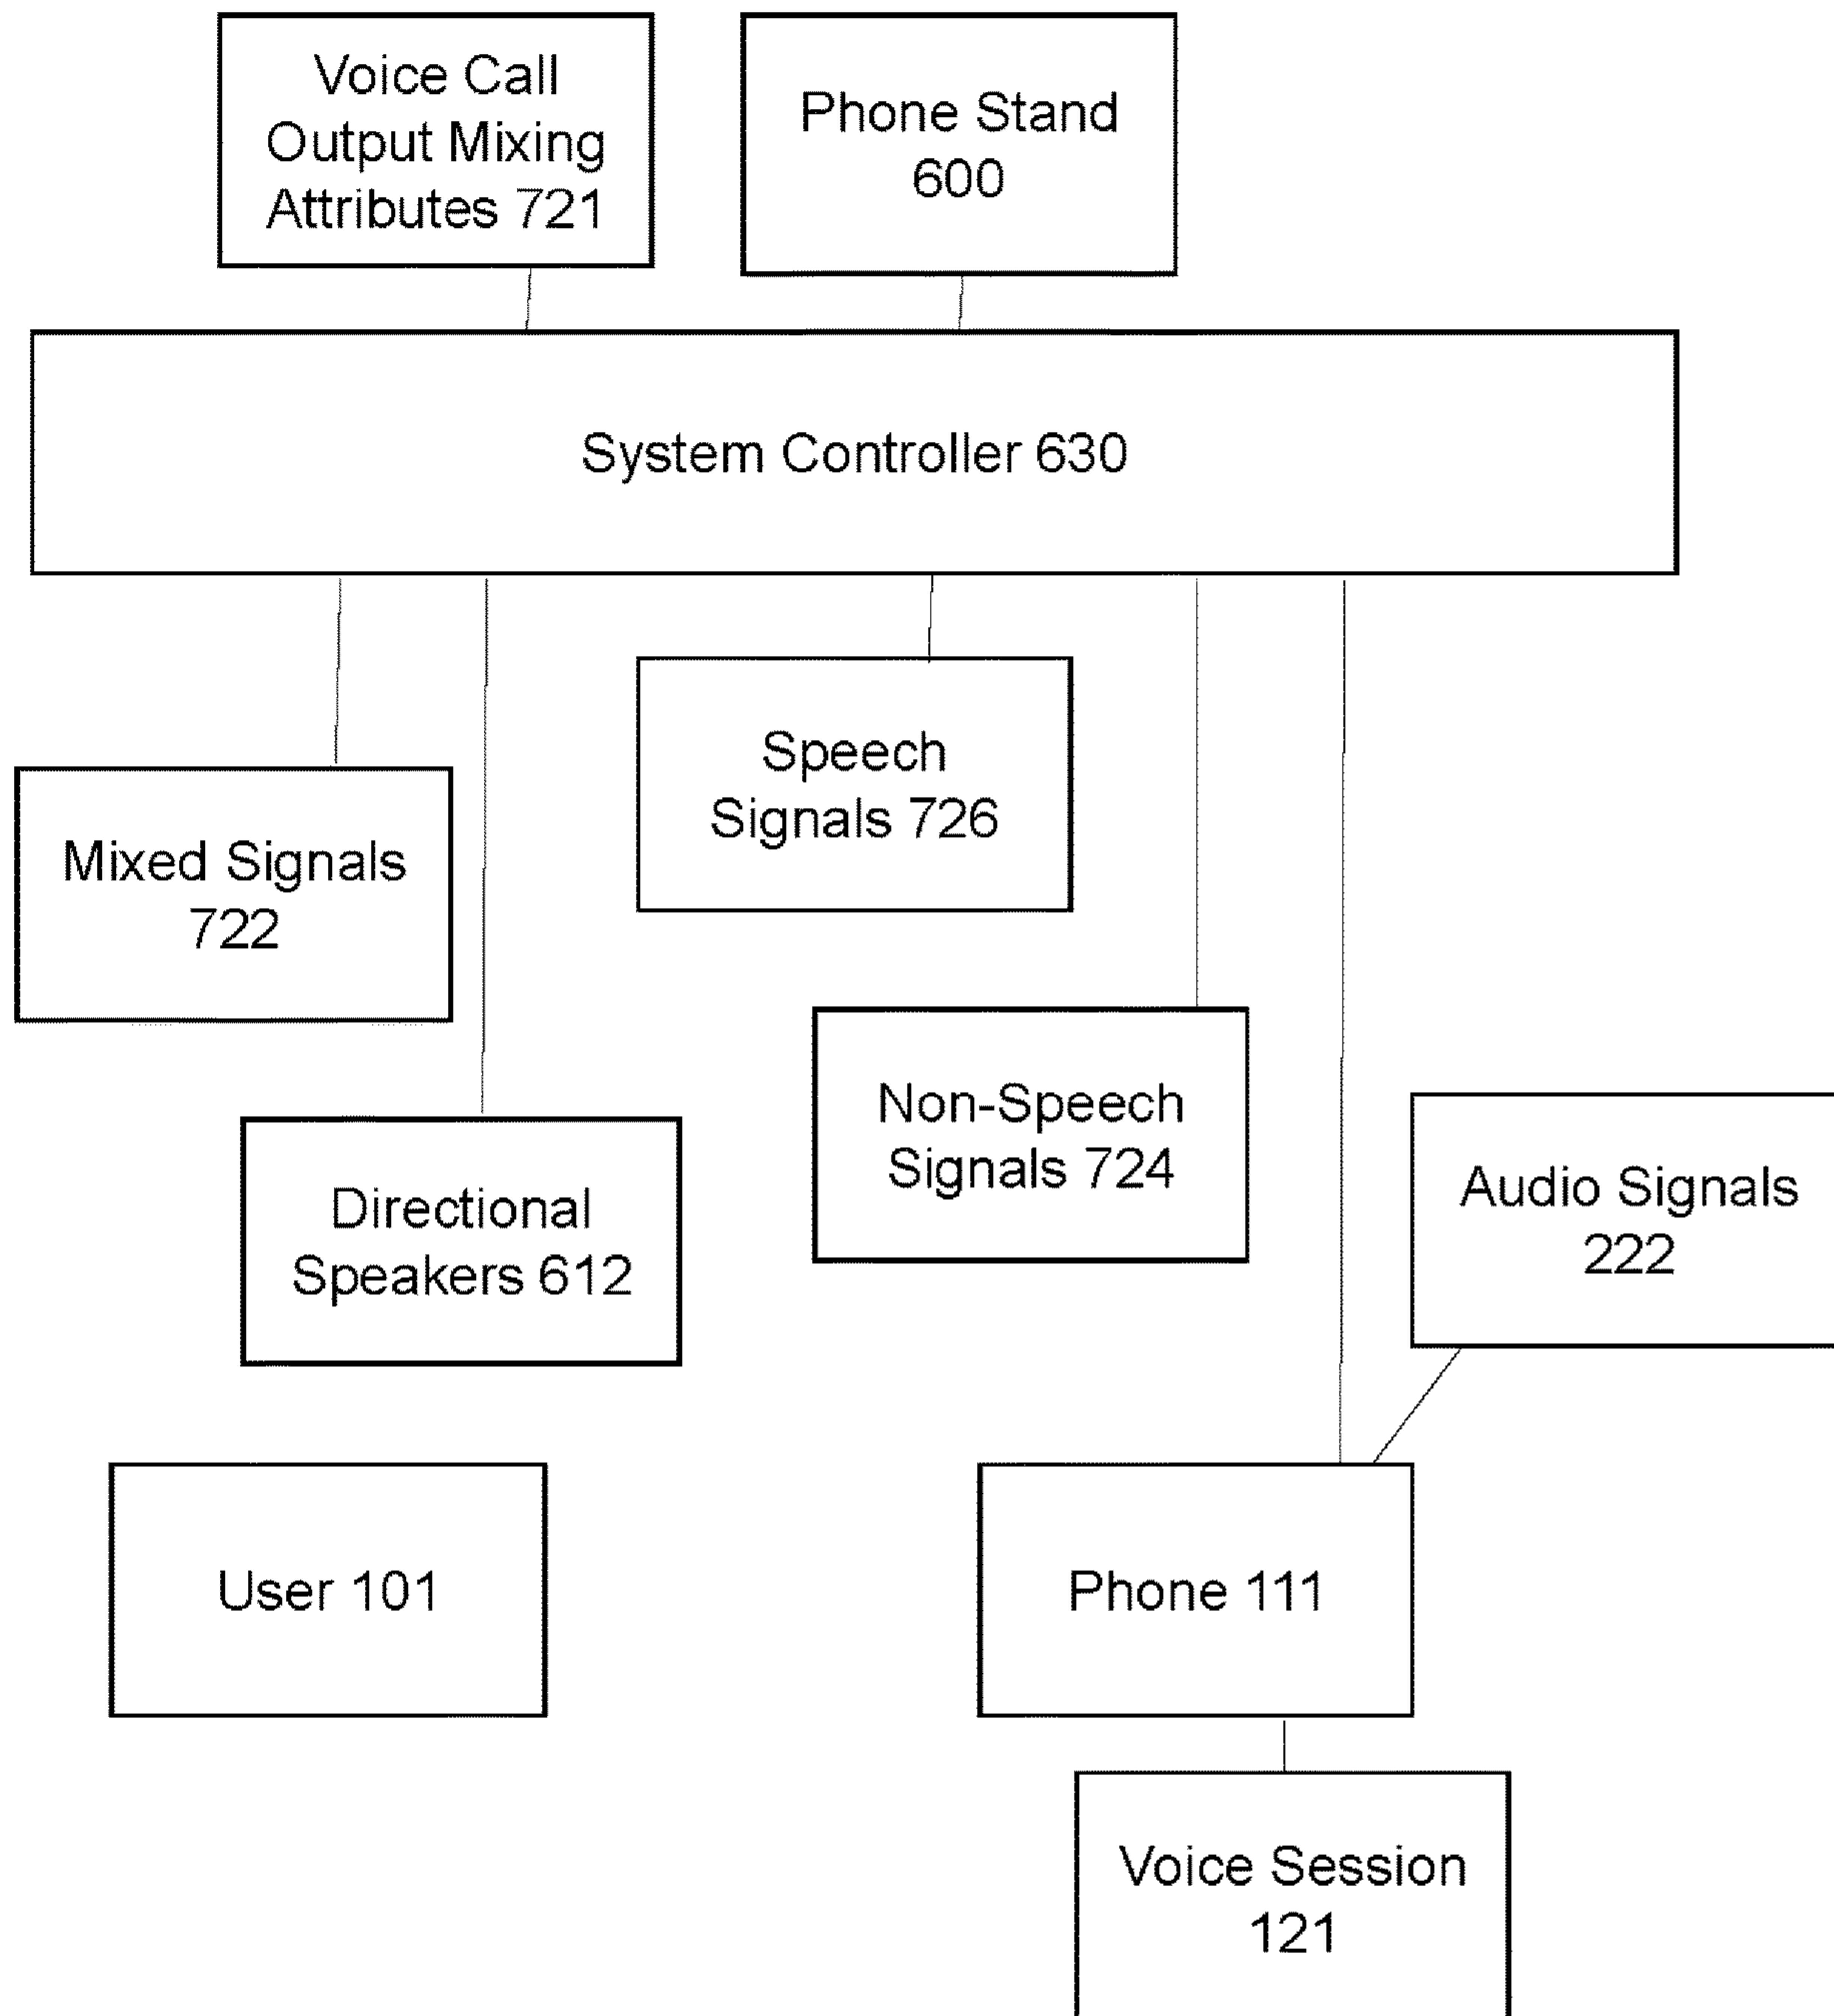 Voice Call
Output Mixing
Attributes 721
Phone Stand
600
System Controller 630
Speech
Signals 726
Mixed Signals
722
Non-Speech
Signals 724
Audio Signals
222
Directional
Speakers 612
User 101
Phone 111
Voice Session
121